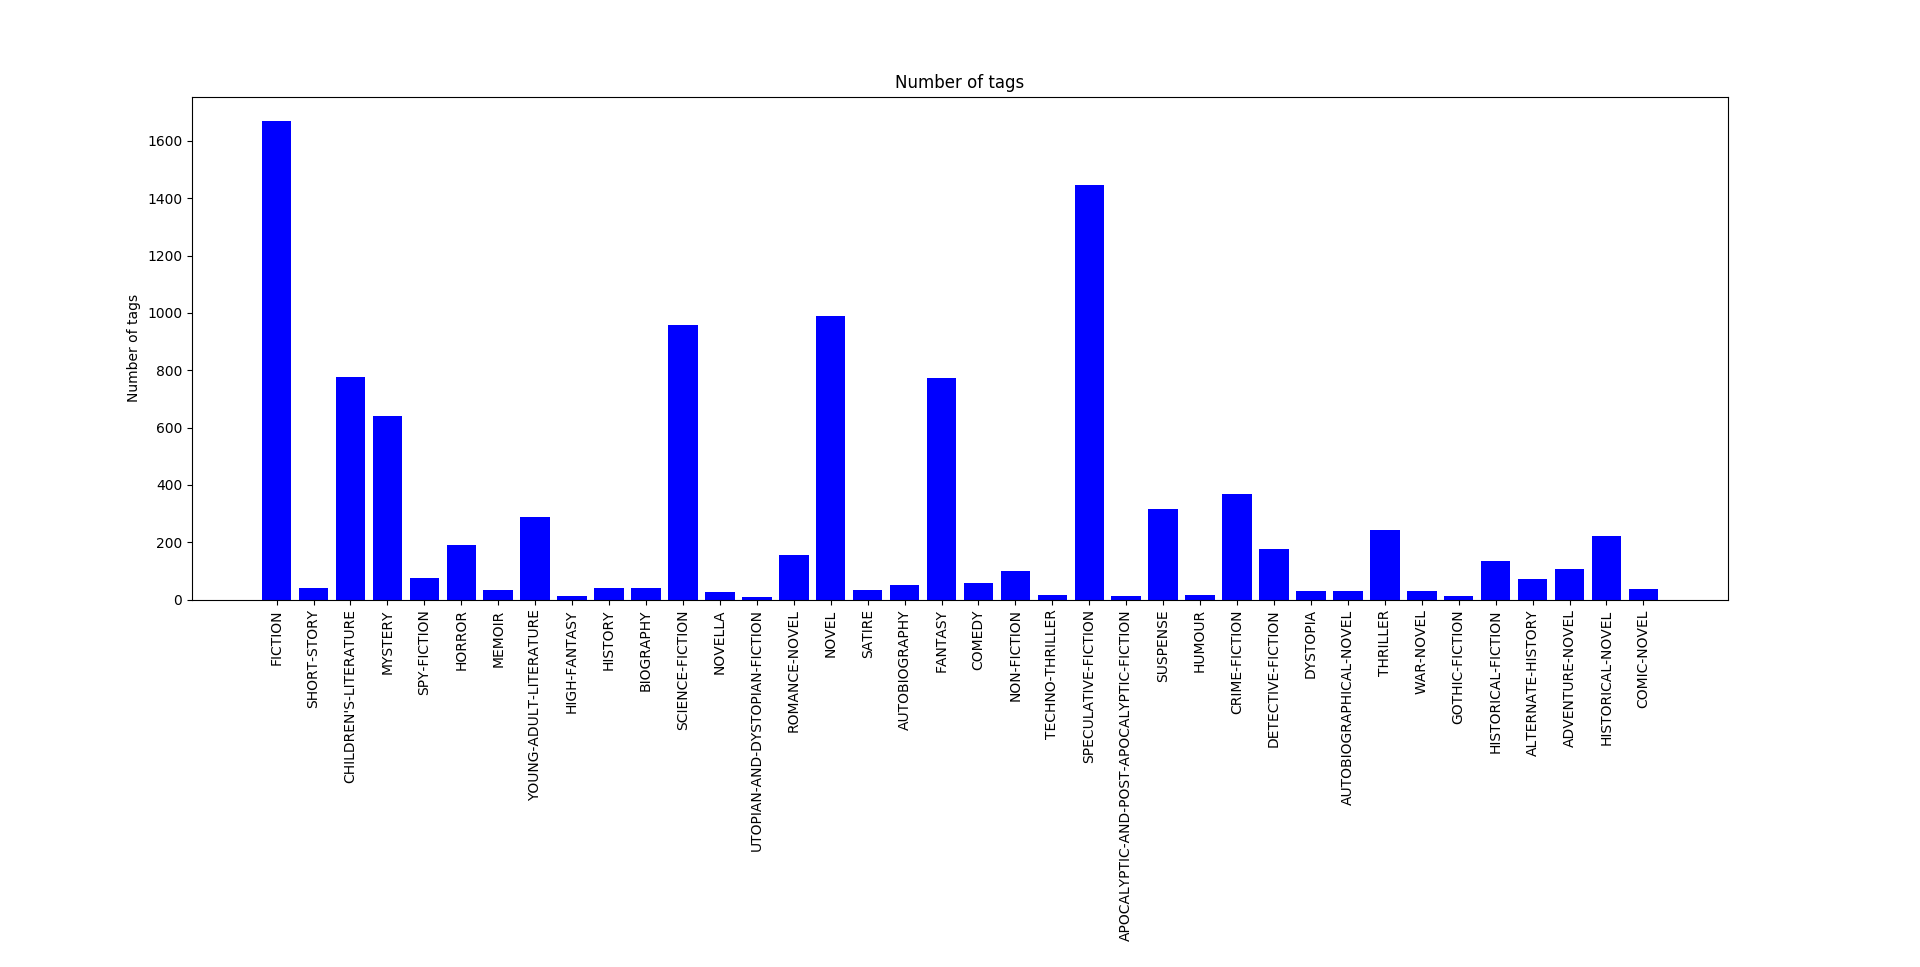 Number of tags
Number of tags
1600
1400
1200
1000
800
600
400
200
0
FICTION
SHORT-STORY
CHILDREN'S-LITERATURE
MYSTERY
SPY-FICTION
HORROR
MEMOIR
YOUNG-ADULT-LITERATURE
HIGH-FANTASY
HISTORY
BIOGRAPHY
SCIENCE-FICTION
NOVELLA
UTOPIAN-AND-DYSTOPIAN-FICTION
ROMANCE-NOVEL
NOVEL
SATIRE
AUTOBIOGRAPHY
FANTASY
COMEDY
NON-FICTION
TECHNO-THRILLER
SPECULATIVE-FICTION
APOCALYPTIC-AND-POST-APOCALYPTIC-FICTION
SUSPENSE
HUMOUR
CRIME-FICTION
DETECTIVE-FICTION
DYSTOPIA
AUTOBIOGRAPHICAL-NOVEL
THRILLER
WAR-NOVEL
GOTHIC-FICTION
HISTORICAL-FICTION
ALTERNATE-HISTORY
ADVENTURE-NOVEL
HISTORICAL-NOVEL
COMIC-NOVEL